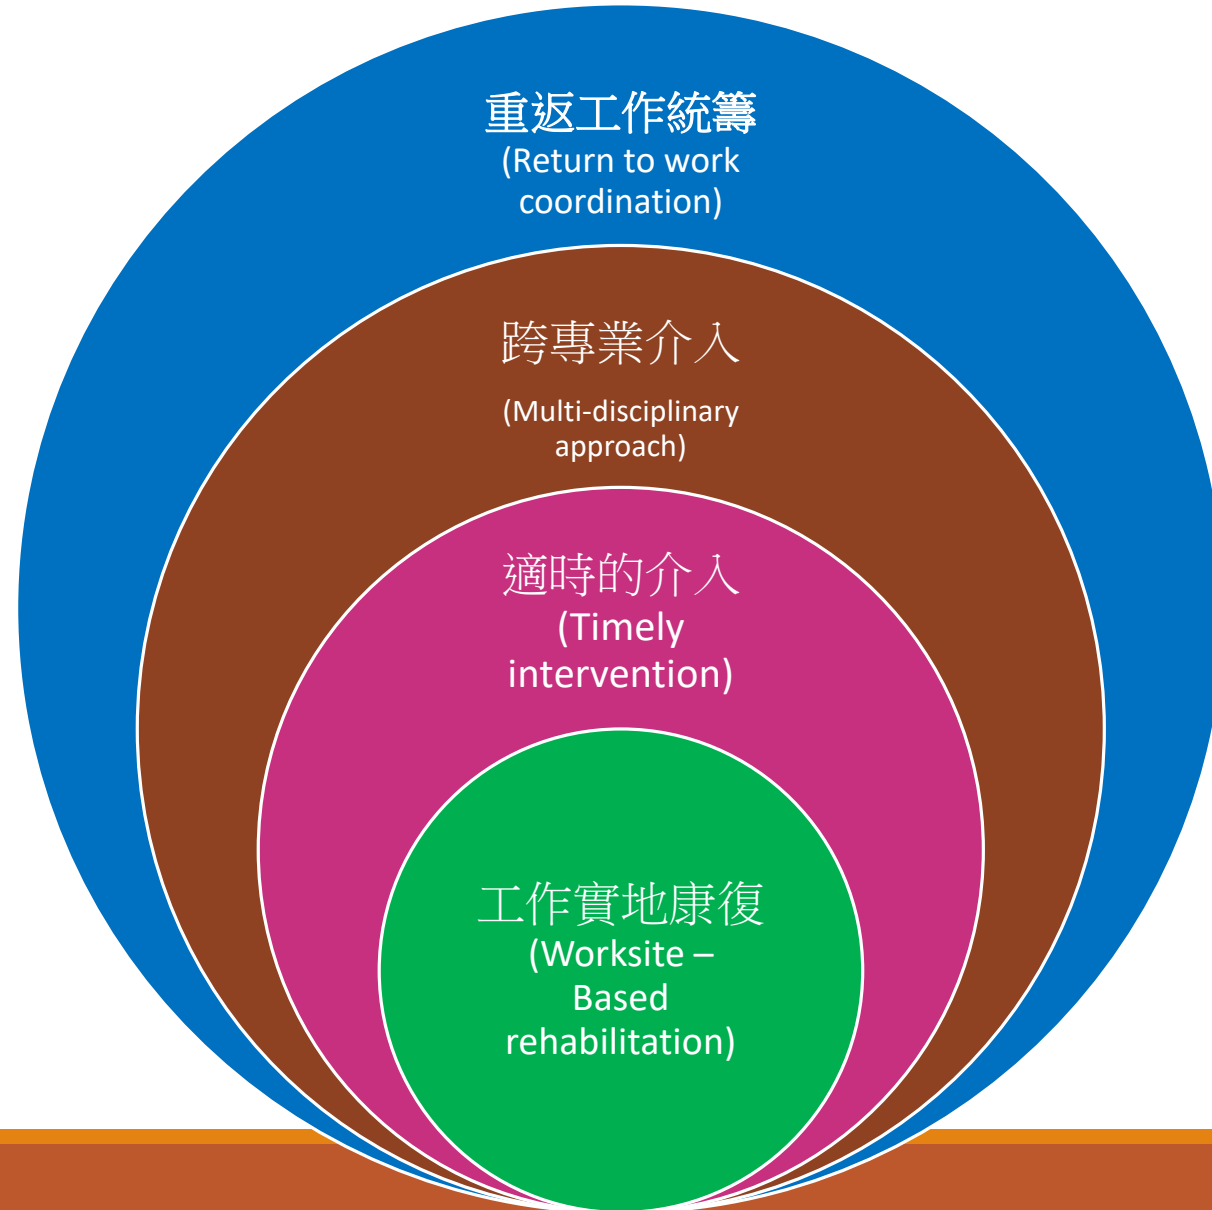 重返工作統籌
(Return to work
coordination)
跨專業介入
(Multi-disciplinary
approach)
適時的介入
(Timely
intervention)
工作實地康復
(Worksite –
Based
rehabilitation)